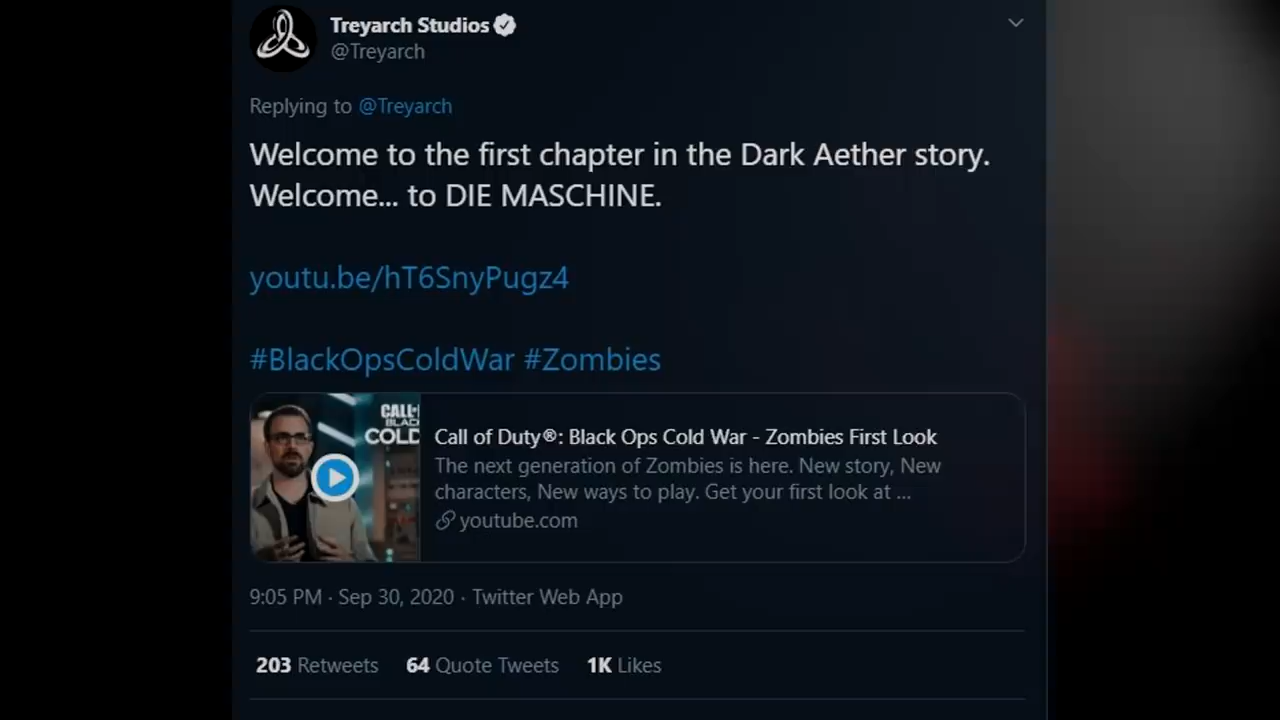 Treyarch Studios
@Treyarch
Replying to @Treyarch
Welcome to the first chapter in the Dark Aether story.
Welcome... to DIE MASCHINE.
youtu.be/hT6SnyPugz4
#BlackOpsColdWar #Zombies
CALL
BLAC
COLD
Call of Duty®: Black Ops Cold War - Zombies First Look
The next generation of Zombies is here. New story, New
characters, New ways to play. Get your first look at ...
youtube.com
9:05 PM · Sep 30, 2020 · Twitter Web App
203 Retweets 64 Quote Tweets 1K Likes